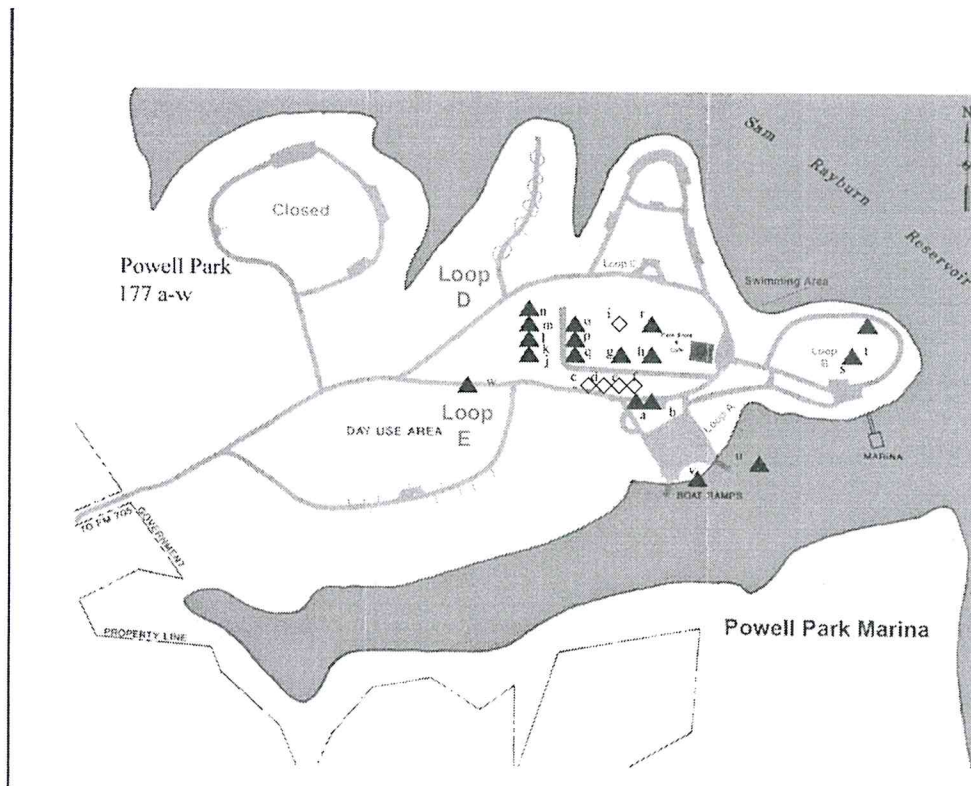 Sam
Rayburn
Reservoir
N
Closed
Powell Park
177 a-w
Loop
D
Loop C
Swimming Area
n
m
l
k
j
o
p
q
i
r
g
h
Loop
B
t
s
c
d
e
f
w
a
b
Loop
E
DAY USE AREA
Loop A
MARINA
u
v
BOAT RAMPS
TO FM 705
GOVERNMENT
PROPERTY LINE
Powell Park Marina